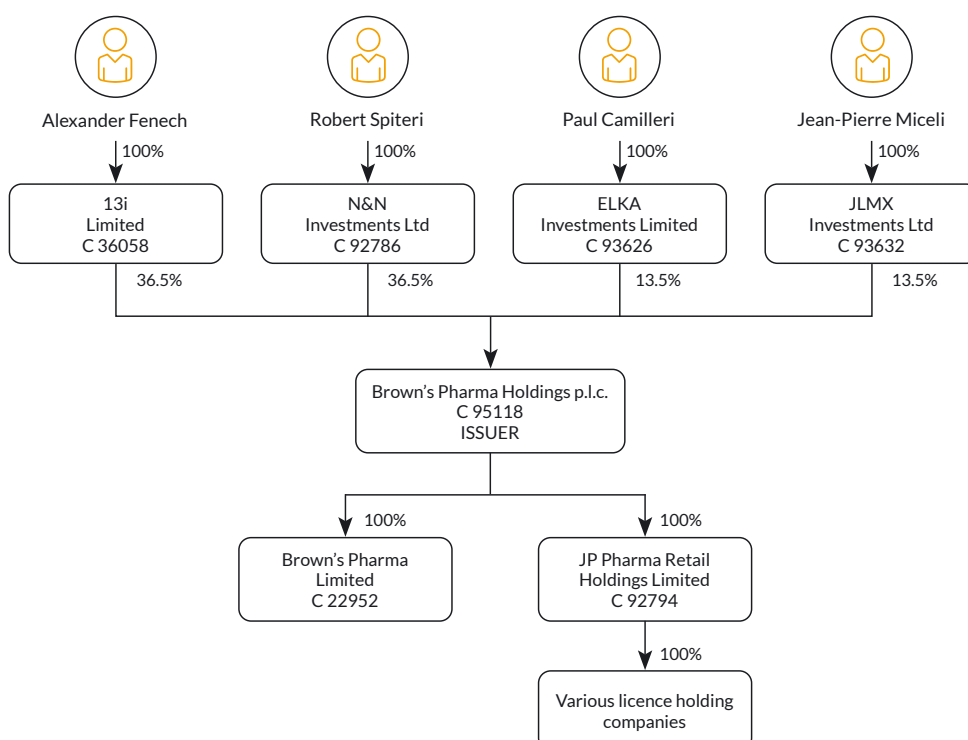 Alexander Fenech
Robert Spiteri
Paul Camilleri
Jean-Pierre Miceli
100%
100%
100%
100%
13i
Limited
C 36058
N&N
Investments Ltd
C 92786
ELKA
Investments Limited
C 93626
JLMX
Investments Ltd
C 93632
36.5%
36.5%
13.5%
13.5%
Brown's Pharma Holdings p.l.c.
C 95118
ISSUER
100%
100%
Brown's Pharma
Limited
C 22952
JP Pharma Retail
Holdings Limited
C 92794
100%
Various licence holding
companies